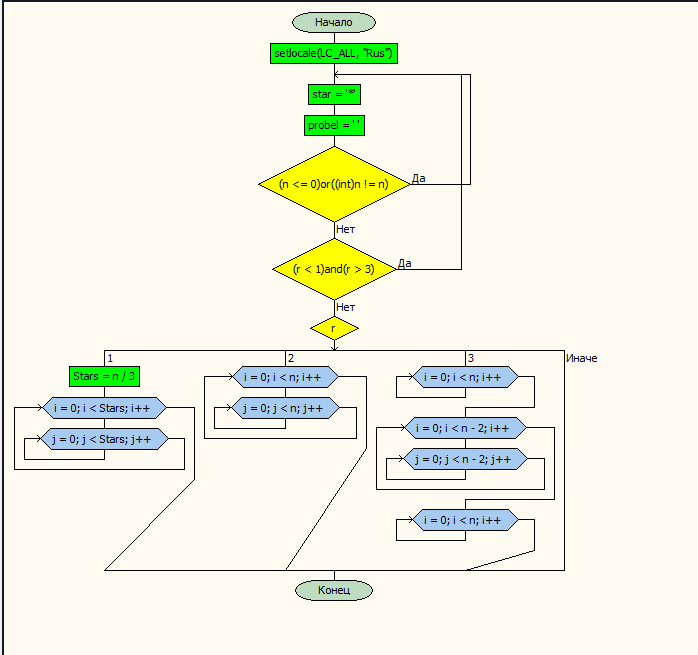 Начало
setlocale(LC_ALL, "Rus")
star = '*'
probel = ' '
(n <= 0)or((int)n != n)
Да
Нет
(r < 1)and(r > 3)
Да
Нет
r
1
2
3
Иначе
Stars = n / 3
i = 0; i < Stars; i++
j = 0; j < Stars; j++
i = 0; i < n; i++
j = 0; j < n; j++
i = 0; i < n; i++
i = 0; i < n - 2; i++
j = 0; j < n - 2; j++
i = 0; i < n; i++
Конец